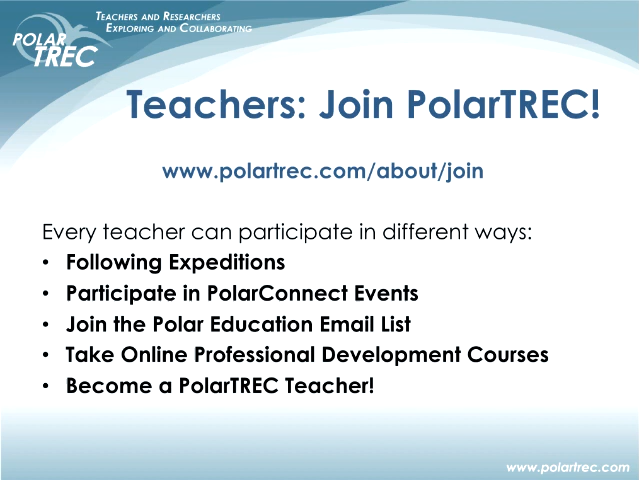 TEACHERS AND RESEARCHERS
EXPLORING AND COLLABORATING
POLAR
TREC
Teachers: Join PolarTREC!
www.polartrec.com/about/join
Every teacher can participate in different ways:
• Following Expeditions
• Participate in PolarConnect Events
• Join the Polar Education Email List
• Take Online Professional Development Courses
• Become a PolarTREC Teacher!
www.polartrec.com